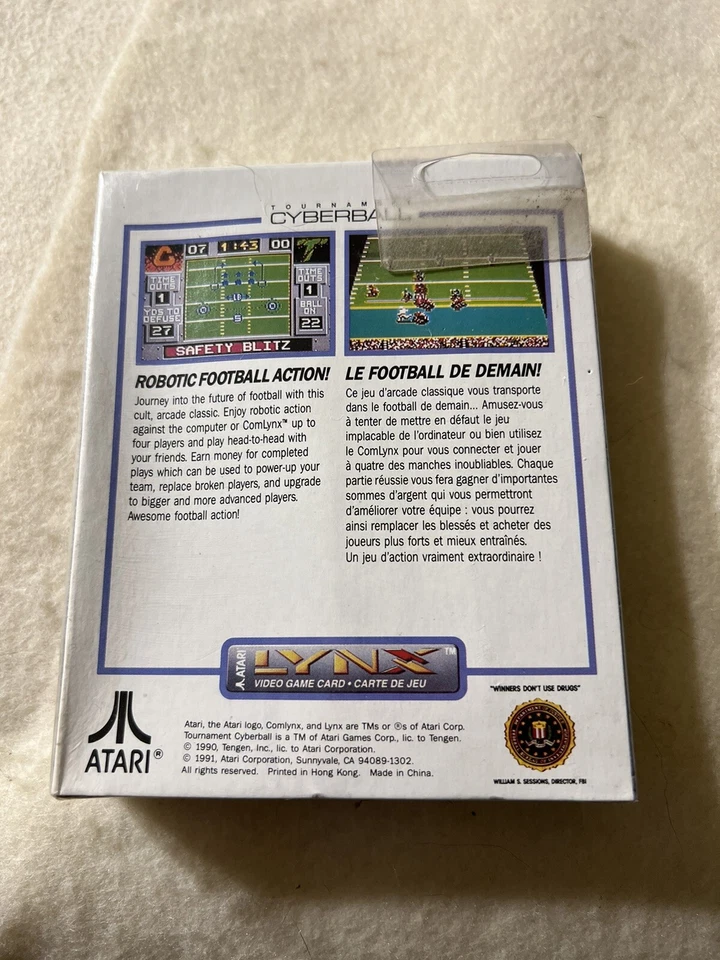 TOURNAM
CYBERBALL
G 07 1:43 00 T
TIME
OUTS
1
YDS TO
DEFUSE
27
TIME
OUTS
1
BALL
ON
22
SAFETY BLITZ
ROBOTIC FOOTBALL ACTION!
Journey into the future of football with this
cult, arcade classic. Enjoy robotic action
against the computer or ComLynx™ up to
four players and play head-to-head with
your friends. Earn money for completed
plays which can be used to power-up your
team, replace broken players, and upgrade
to bigger and more advanced players.
Awesome football action!
LE FOOTBALL DE DEMAIN!
Ce jeu d'arcade classique vous transporte
dans le football de demain... Amusez-vous
à tenter de mettre en défaut le jeu
implacable de l'ordinateur ou bien utilisez
le ComLynx pour vous connecter et jouer
à quatre des manches inoubliables. Chaque
partie réussie vous fera gagner d'importantes
sommes d'argent qui vous permettront
d'améliorer votre équipe : vous pourrez
ainsi remplacer les blessés et acheter des
joueurs plus forts et mieux entraînés.
Un jeu d'action vraiment extraordinaire !
ATARI LYNX™
VIDEO GAME CARD • CARTE DE JEU
ATARI®
Atari, the Atari logo, Comlynx, and Lynx are TMs or ®s of Atari Corp.
Tournament Cyberball is a TM of Atari Games Corp., lic. to Tengen.
© 1990, Tengen, Inc., lic. to Atari Corporation.
© 1991, Atari Corporation, Sunnyvale, CA 94089-1302.
All rights reserved. Printed in Hong Kong. Made in China.
"WINNERS DON'T USE DRUGS"
WILLIAM S. SESSIONS, DIRECTOR, FBI